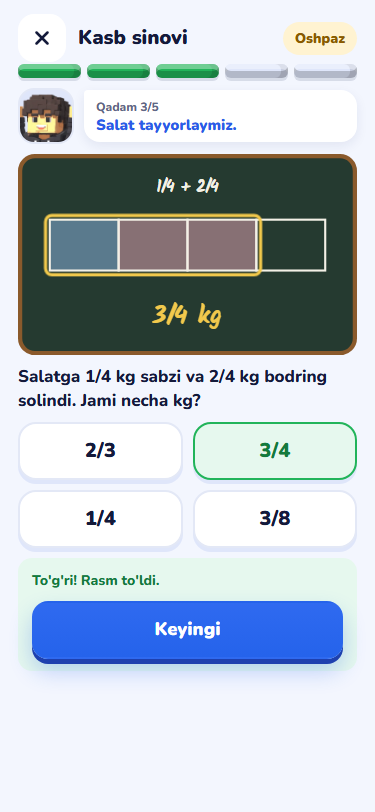 Kasb sinovi
Oshpaz
Qadam 3/5
Salat tayyorlaymiz.
1/4 + 2/4
3/4 kg
Salatga 1/4 kg sabzi va 2/4 kg bodring
solindi. Jami necha kg?
2/3
3/4
1/4
3/8
To'g'ri! Rasm to'ldi.
Keyingi